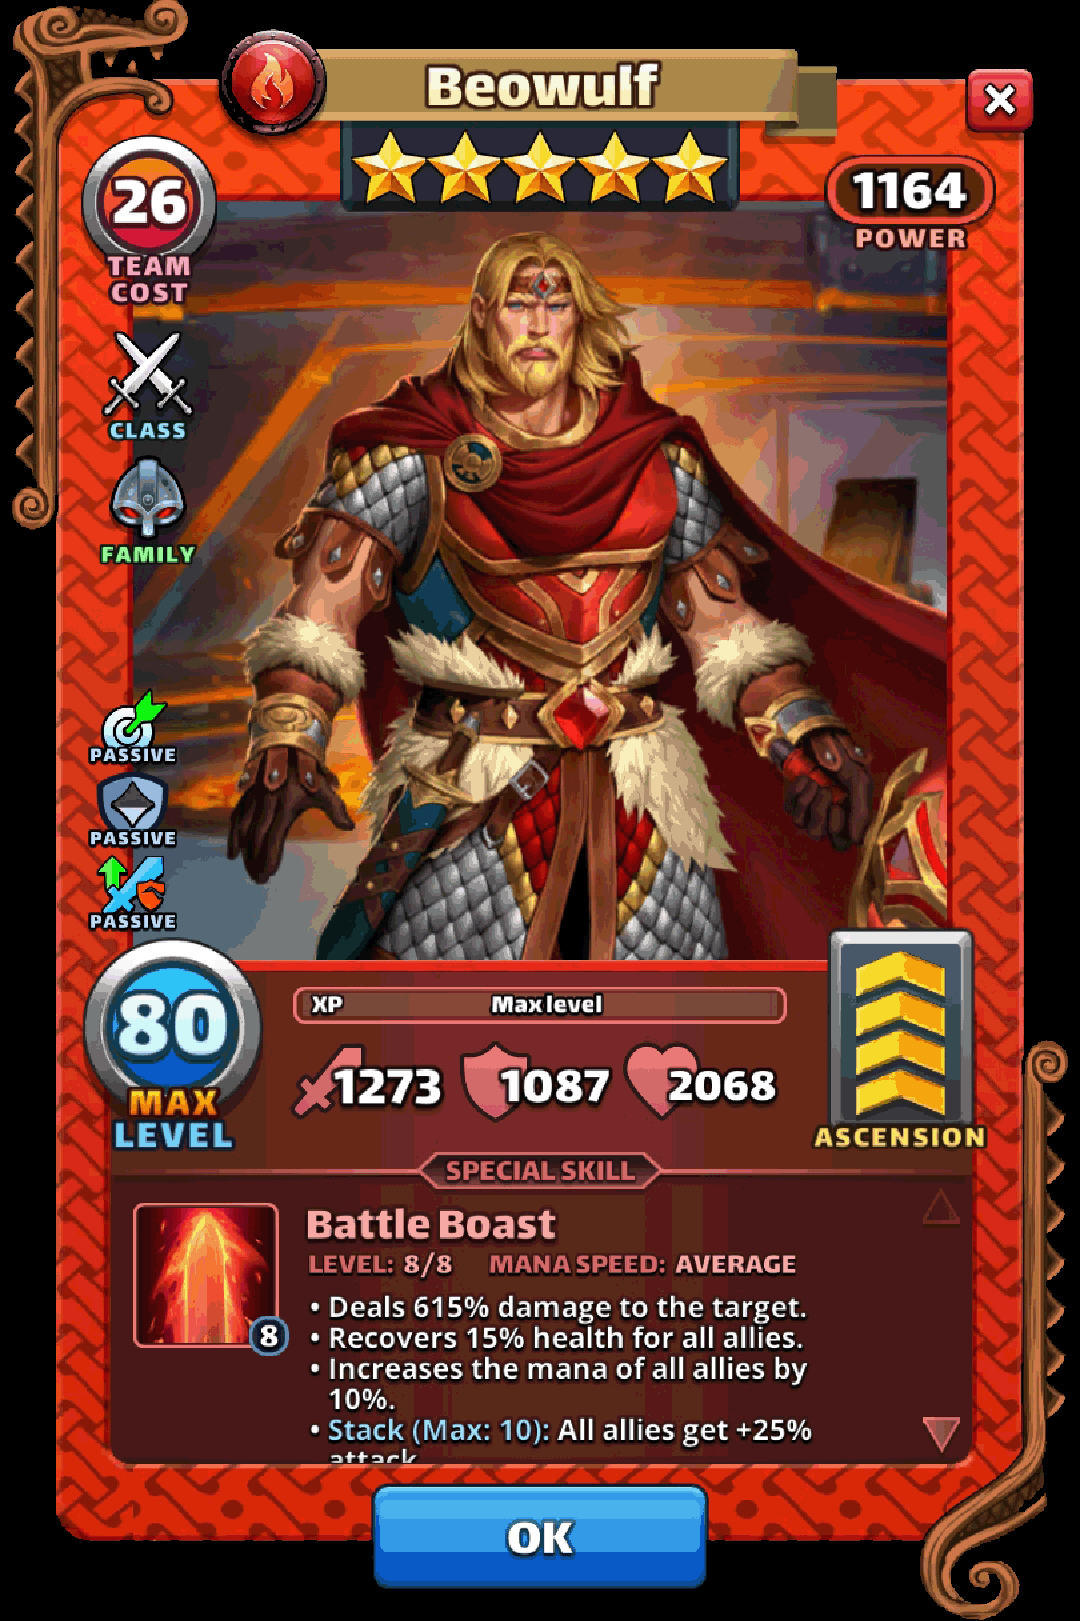 Beowulf
26
TEAM
COST
1164
POWER
CLASS
FAMILY
PASSIVE
PASSIVE
PASSIVE
80
MAX
LEVEL
XP Max level
1273 1087 2068
ASCENSION
SPECIAL SKILL
Battle Boast
LEVEL: 8/8 MANA SPEED: AVERAGE
8
• Deals 615% damage to the target.
• Recovers 15% health for all allies.
• Increases the mana of all allies by
10%.
• Stack (Max: 10): All allies get +25%
attack
OK